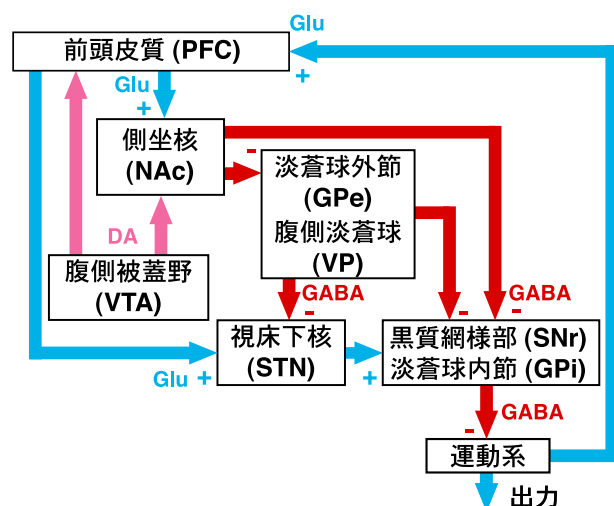 Glu
前頭皮質 (PFC)
+
Glu
+
側坐核
(NAc)
-
淡蒼球外節
(GPe)
腹側淡蒼球
(VP)
DA
腹側被蓋野
(VTA)
GABA
-
-
-
GABA
視床下核
(STN)
黒質網様部 (SNr)
淡蒼球内節 (GPi)
Glu +
+
GABA
-
運動系
出力